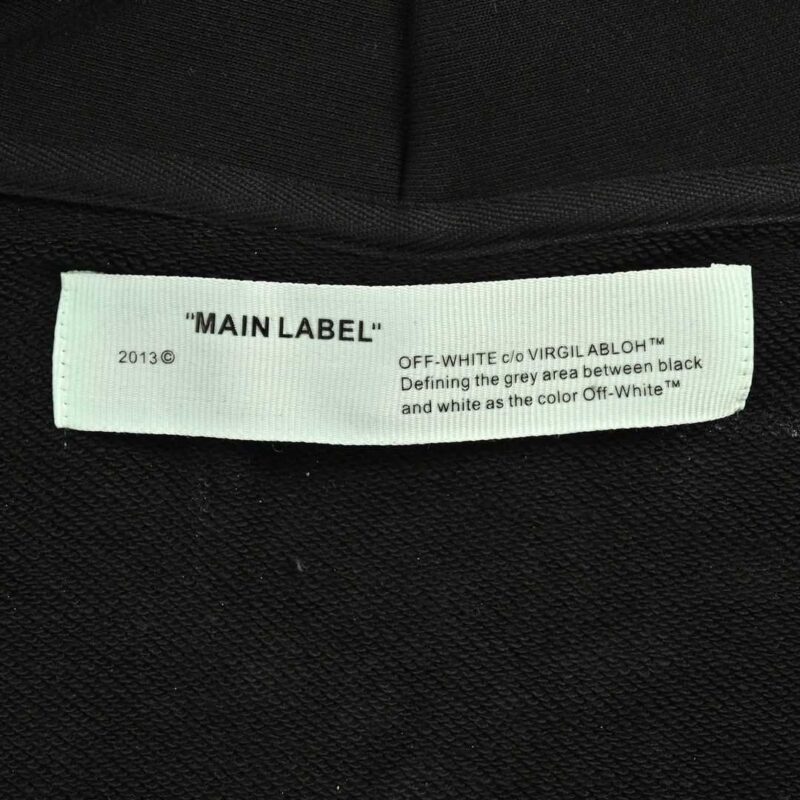 "MAIN LABEL"
2013©
OFF-WHITE c/o VIRGIL ABLOH™
Defining the grey area between black
and white as the color Off-White™